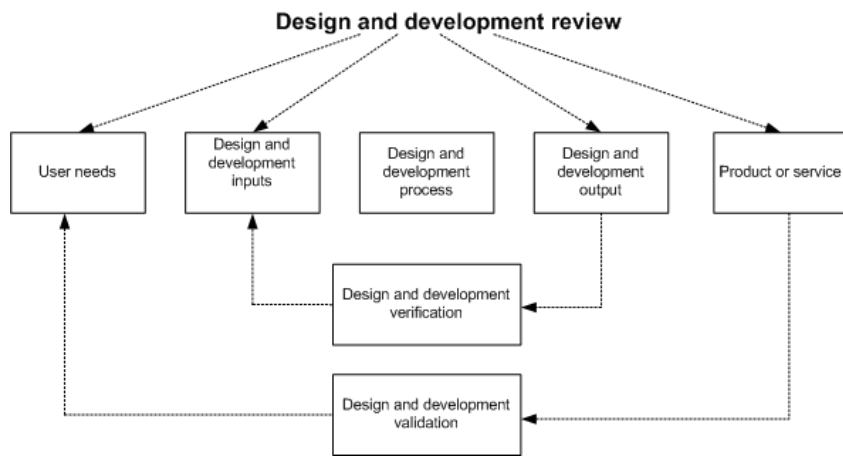 Design and development review
User needs
Design and
development
inputs
Design and
development
process
Design and
development
output
Product or service
Design and development
verification
Design and development
validation